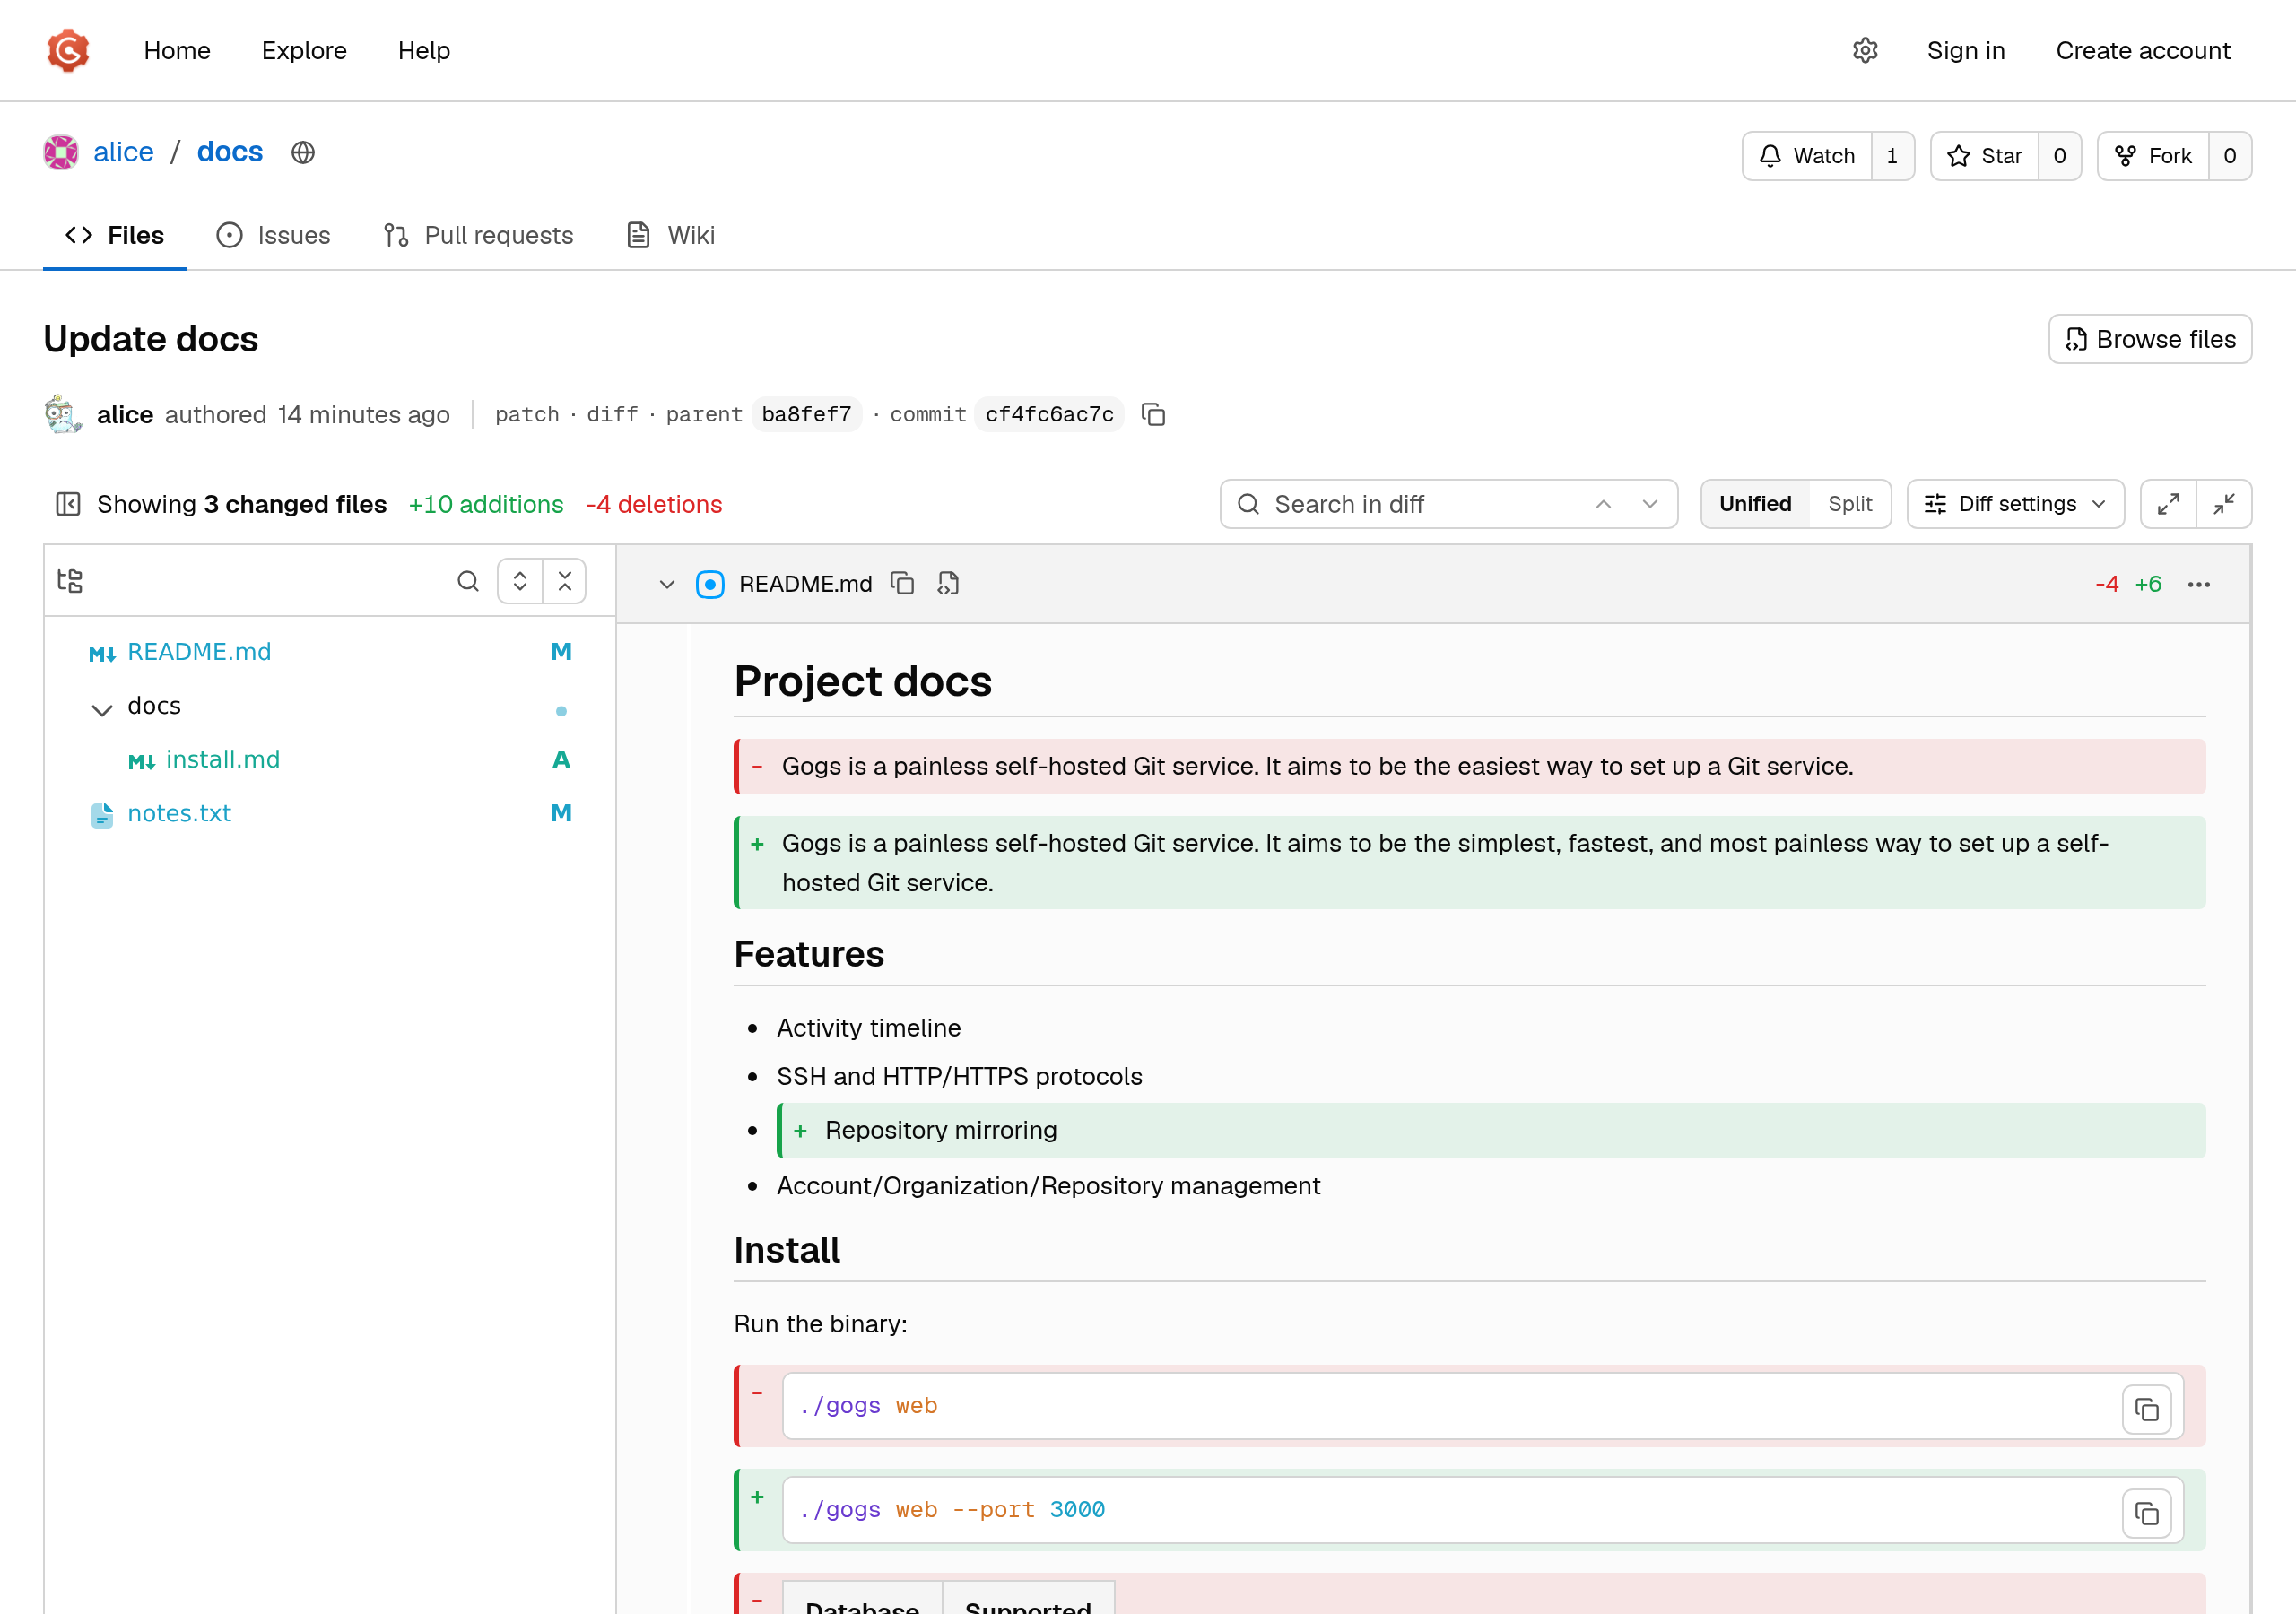 Home Explore Help Sign in Create account
alice / docs Watch 1 Star 0 Fork 0
Files Issues Pull requests Wiki
Update docs Browse files
alice authored 14 minutes ago patch · diff · parent ba8fef7 · commit cf4fc6ac7c
Showing 3 changed files +10 additions -4 deletions Search in diff Unified Split Diff settings
README.md -4 +6
README.md M
docs
install.md A
notes.txt M
Project docs
- Gogs is a painless self-hosted Git service. It aims to be the easiest way to set up a Git service.
+ Gogs is a painless self-hosted Git service. It aims to be the simplest, fastest, and most painless way to set up a self-
hosted Git service.
Features
• Activity timeline
• SSH and HTTP/HTTPS protocols
• + Repository mirroring
• Account/Organization/Repository management
Install
Run the binary:
- ./gogs web
+ ./gogs web --port 3000
- Database Supported